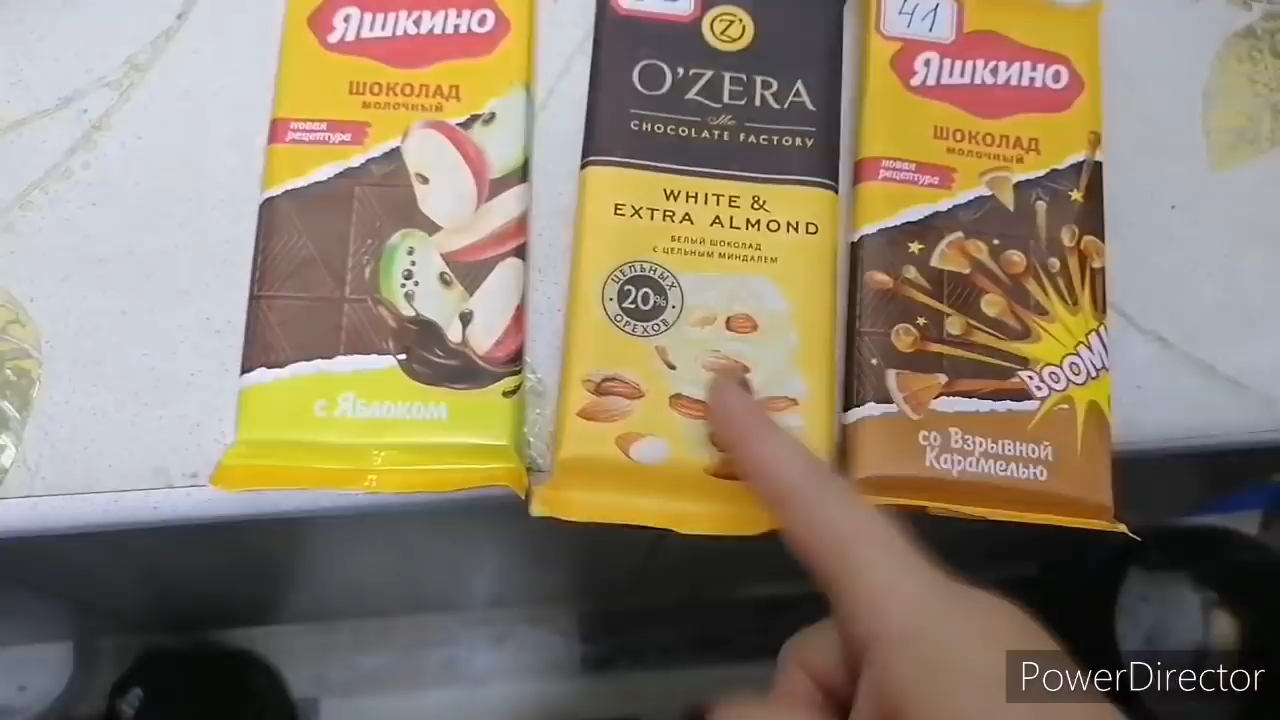 Яшкино
ШОКОЛАД
молочный
новая
рецептура
с Яблоком
Z
O'ZERA
The
CHOCOLATE FACTORY
WHITE &
EXTRA ALMOND
БЕЛЫЙ ШОКОЛАД
С ЦЕЛЬНЫМ МИНДАЛЕМ
ЦЕЛЬНЫХ
20%
ОРЕХОВ
41
Яшкино
ШОКОЛАД
молочный
новая
рецептура
BOOM!
со Взрывной
Карамелью
PowerDirector